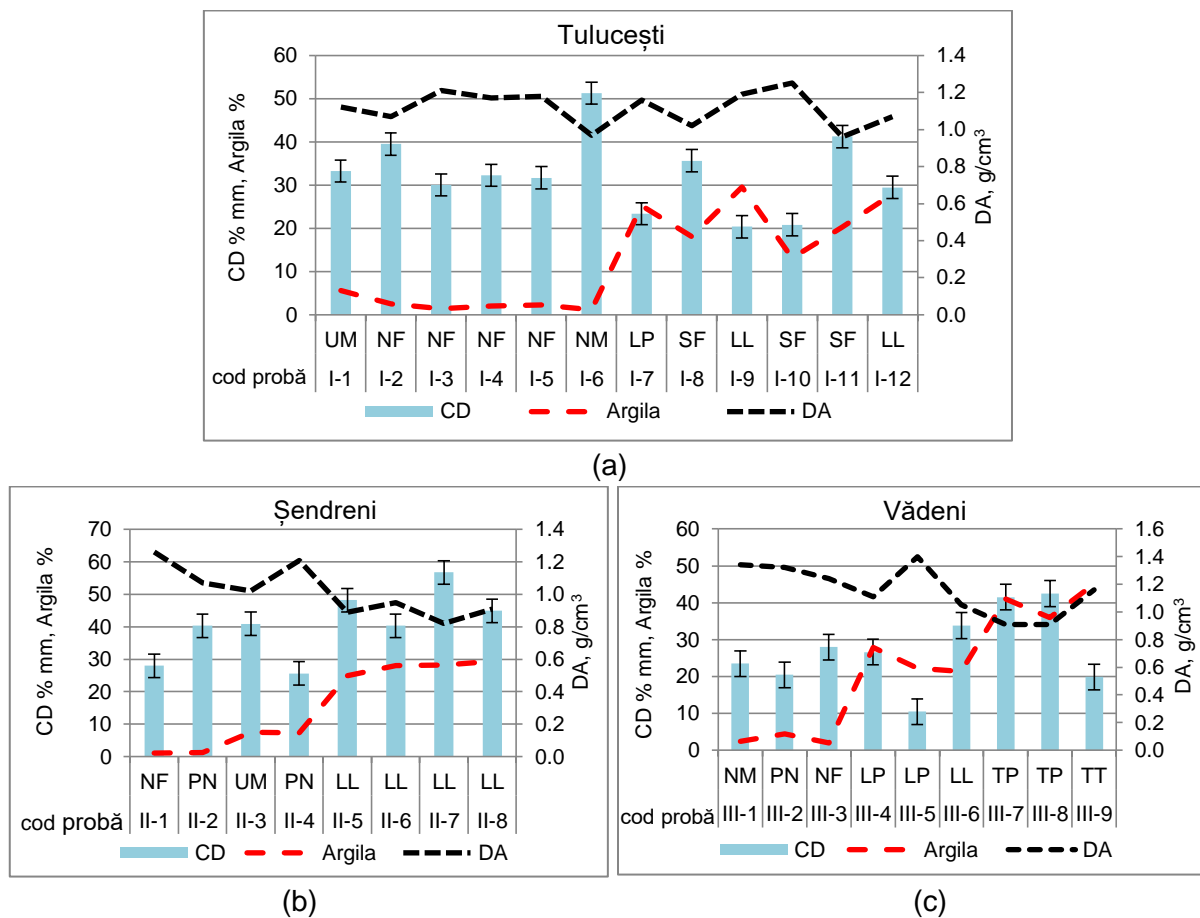 Tulucești
CD % mm, Argila %
60
50
40
30
20
10
0
1.4
1.2
1.0
0.8
0.6
0.4
0.2
0.0
DA, g/cm³
UM NF NF NF NF NM LP SF LL SF SF LL
cod probă I-1 I-2 I-3 I-4 I-5 I-6 I-7 I-8 I-9 I-10 I-11 I-12
CD Argila DA
(a)
Șendreni
CD % mm, Argila %
70
60
50
40
30
20
10
0
1.4
1.2
1.0
0.8
0.6
0.4
0.2
0.0
DA, g/cm³
NF PN UM PN LL LL LL LL
cod probă II-1 II-2 II-3 II-4 II-5 II-6 II-7 II-8
CD Argila DA
(b)
Vădeni
CD % mm, Argila %
60
50
40
30
20
10
0
1.6
1.4
1.2
1.0
0.8
0.6
0.4
0.2
0.0
DA, g/cm³
NM PN NF LP LP LL TP TP TT
cod probă III-1 III-2 III-3 III-4 III-5 III-6 III-7 III-8 III-9
CD Argila DA
(c)